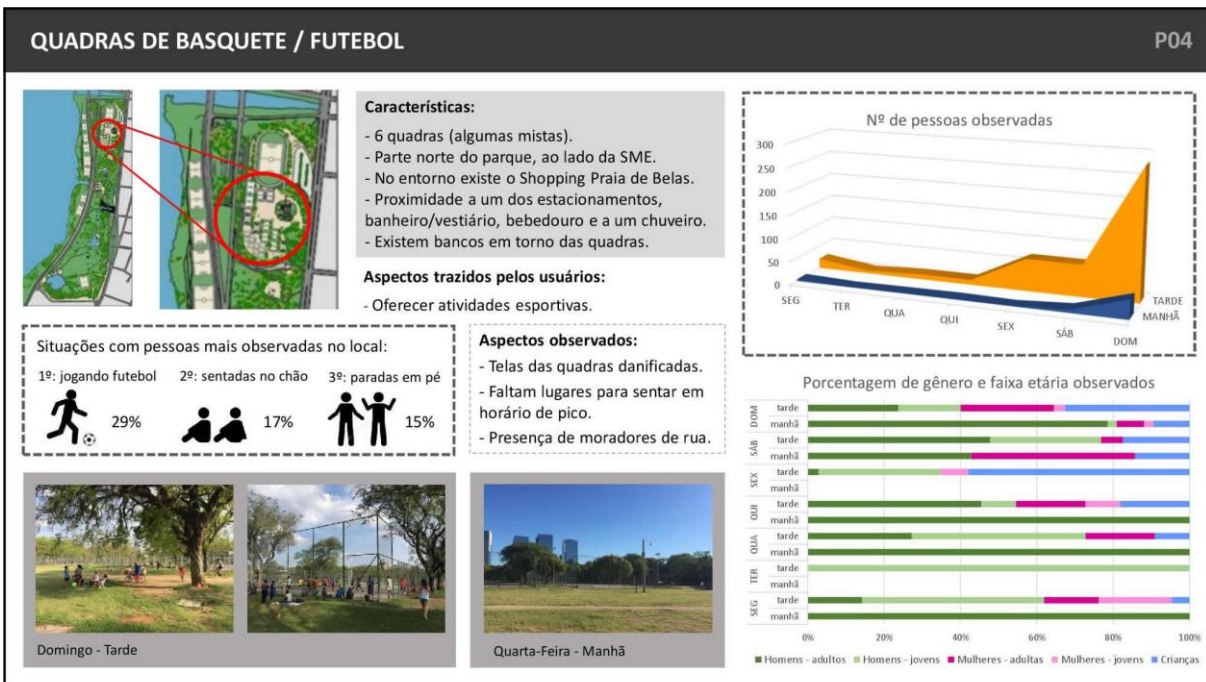 QUADRAS DE BASQUETE / FUTEBOL
P04
Características:
- 6 quadras (algumas mistas).
- Parte norte do parque, ao lado da SME.
- No entorno existe o Shopping Praia de Belas.
- Proximidade a um dos estacionamentos,
banheiro/vestiário, bebedouro e a um chuveiro.
- Existem bancos em torno das quadras.
Aspectos trazidos pelos usuários:
- Oferecer atividades esportivas.
Situações com pessoas mais observadas no local:
1º: jogando futebol 2º: sentadas no chão 3º: paradas em pé
29% 17% 15%
Aspectos observados:
- Telas das quadras danificadas.
- Faltam lugares para sentar em
horário de pico.
- Presença de moradores de rua.
Domingo - Tarde
Quarta-Feira - Manhã
Nº de pessoas observadas
300
250
200
150
100
50
0
SEG TER QUA QUI SEX SÁB DOM
TARDE
MANHÃ
Porcentagem de gênero e faixa etária observados
DOM
tarde
manhã
SÁB
tarde
manhã
SEX
tarde
manhã
QUI
tarde
manhã
QUA
tarde
manhã
TER
tarde
manhã
SEG
tarde
manhã
0% 20% 40% 60% 80% 100%
Homens - adultos Homens - jovens Mulheres - adultas Mulheres - jovens Crianças